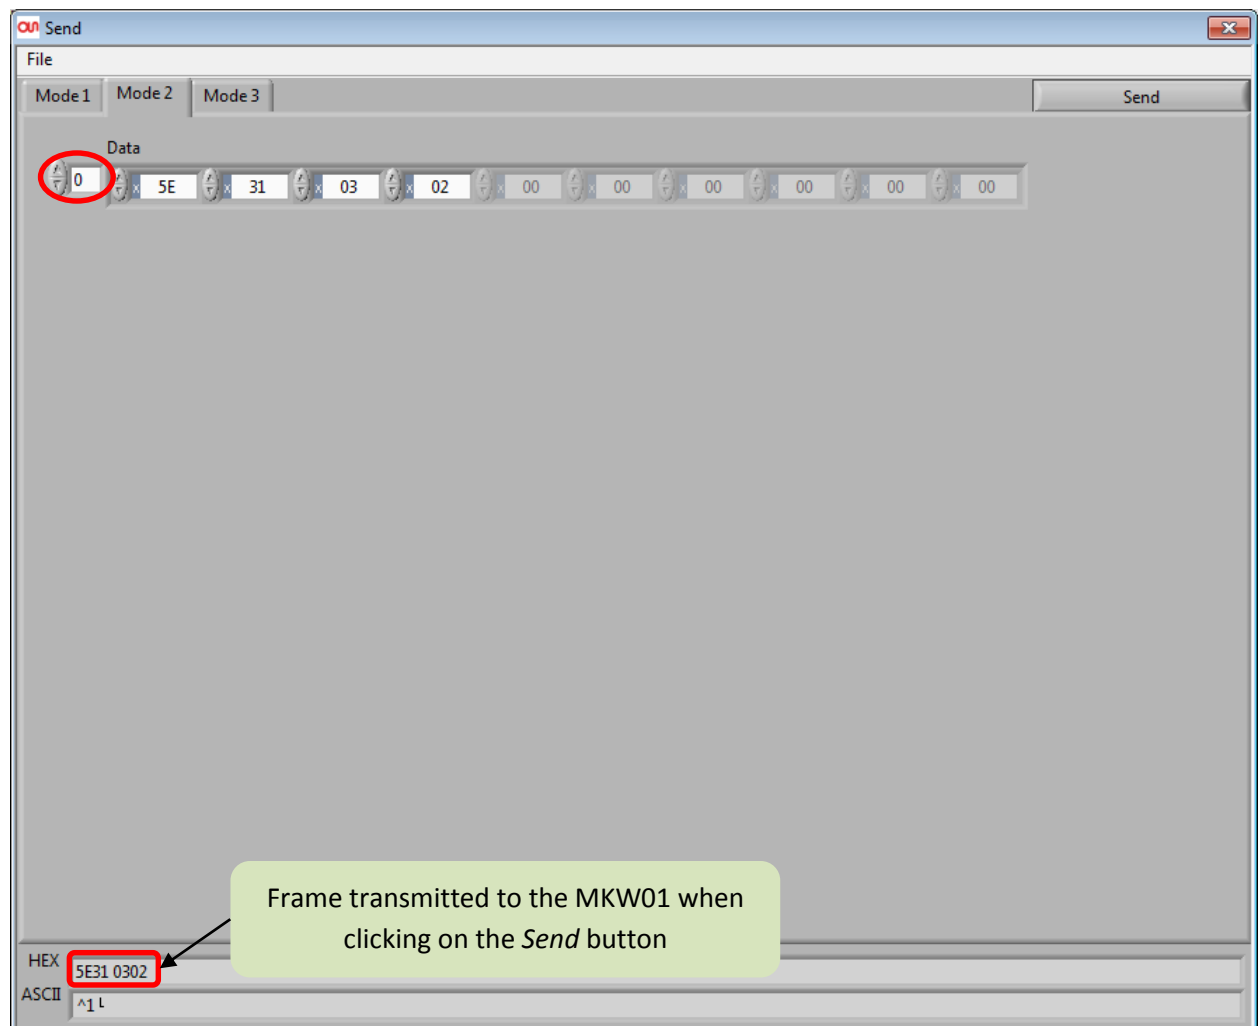 Send
File
Mode 1 Mode 2 Mode 3 Send
Data
0 x 5E x 31 x 03 x 02 x 00 x 00 x 00 x 00 x 00 x 00
Frame transmitted to the MKW01 when
clicking on the Send button
HEX 5E31 0302
ASCII ^1 └